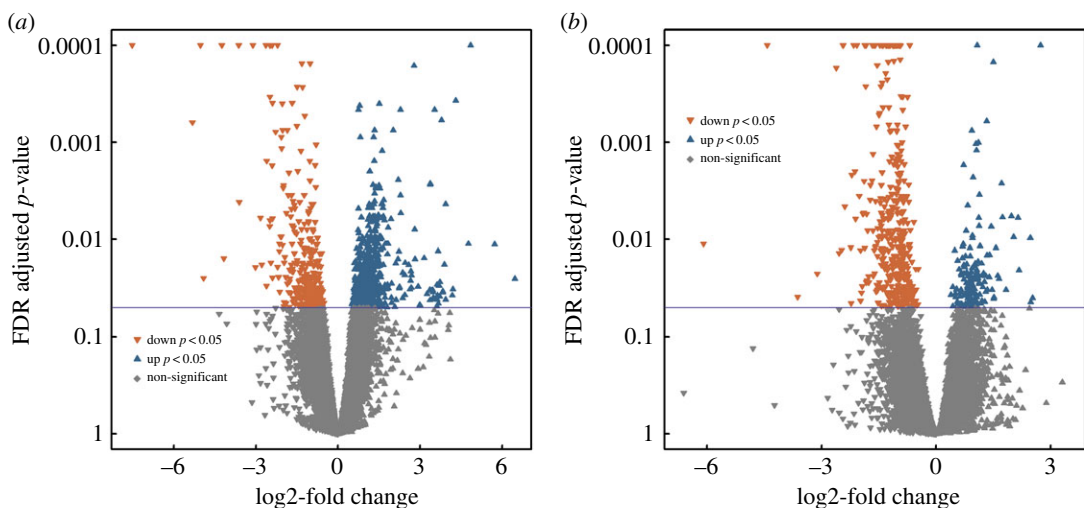 (a)
0.0001
0.001
0.01
0.1
1
FDR adjusted p-value
down p < 0.05
up p < 0.05
non-significant
–6 –3 0 3 6
log2-fold change
(b)
0.0001
0.001
0.01
0.1
1
FDR adjusted p-value
down p < 0.05
up p < 0.05
non-significant
–6 –3 0 3
log2-fold change